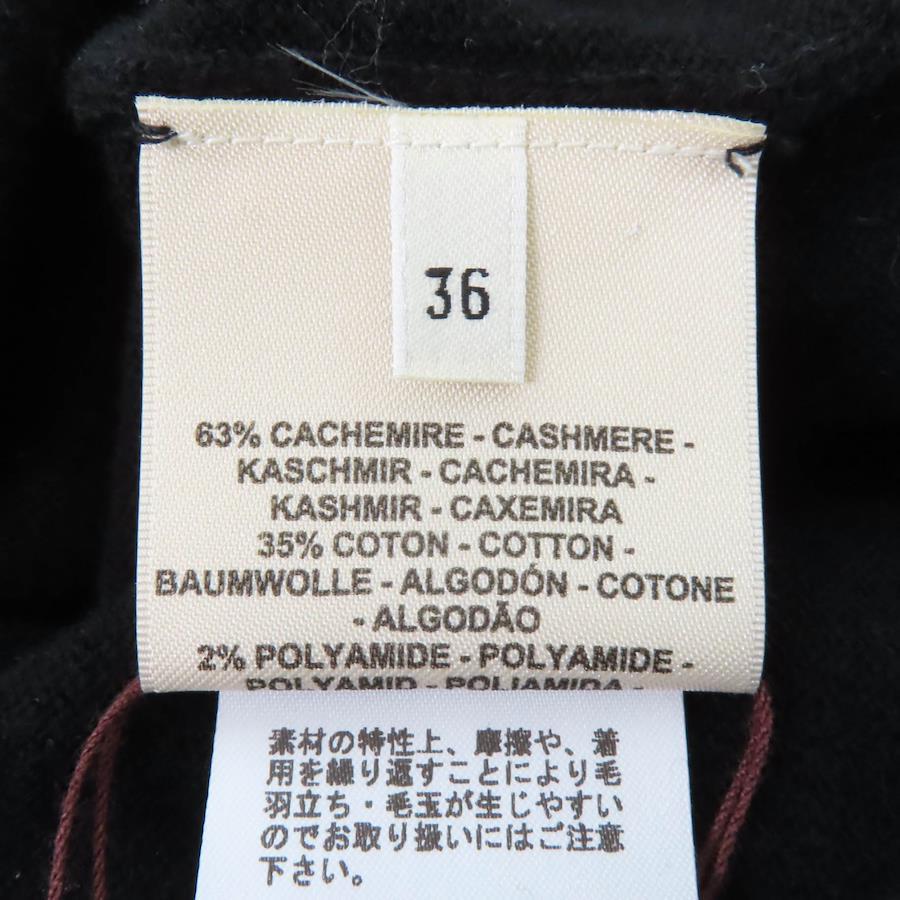 36
63% CACHEMIRE - CASHMERE -
KASCHMIR - CACHEMIRA -
KASHMIR - CAXEMIRA
35% COTON - COTTON -
BAUMWOLLE - ALGODÓN - COTONE
- ALGODÃO
2% POLYAMIDE - POLYAMIDE -
POLYAMID - POLIAMIDA -
素材の特性上、摩擦や、着
用を繰り返すことにより毛
羽立ち・毛玉が生じやすい
のでお取り扱いにはご注意
下さい。